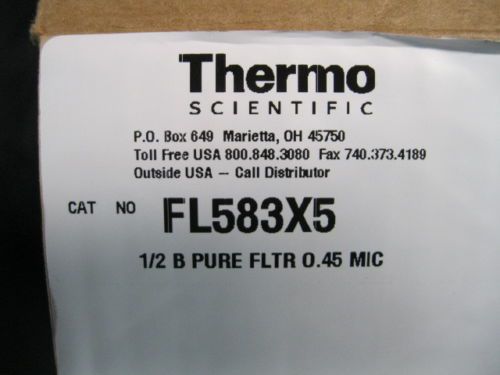 Thermo
SCIENTIFIC
P.O. Box 649 Marietta, OH 45750
Toll Free USA 800.848.3080 Fax 740.373.4189
Outside USA – Call Distributor
CAT NO FL583X5
1/2 B PURE FLTR 0.45 MIC